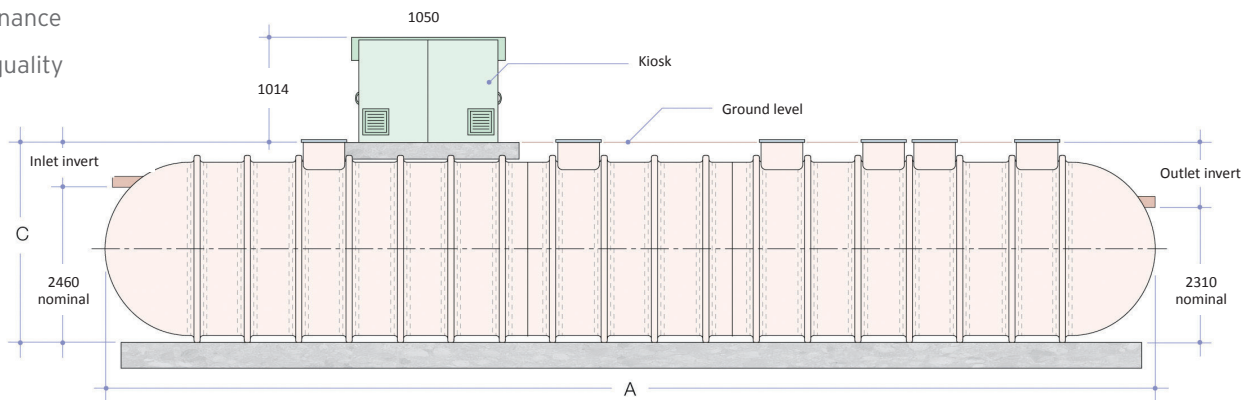 nance
quality
1050
1014
Kiosk
Ground level
Inlet invert
Outlet invert
C
2460
nominal
2310
nominal
A